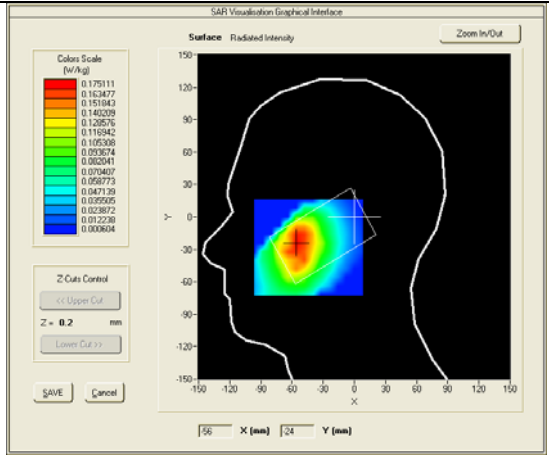 SAR Visualisation Graphical Interface
Surface Radiated Intensity
Zoom In/Out
Colors Scale
(W/kg)
0.175111
0.163477
0.151843
0.140209
0.128576
0.116942
0.105308
0.093674
0.082041
0.070407
0.058773
0.047139
0.035505
0.023872
0.012238
0.000604
Z-Cuts Control
<< Upper Cut
Z = 0.2 mm
Lower Cut >>
SAVE Cancel
150
120
90
60
30
0
-30
-60
-90
-120
-150
Y
-150 -120 -90 -60 -30 0 30 60 90 120 150
X
-56 X (mm) -24 Y (mm)